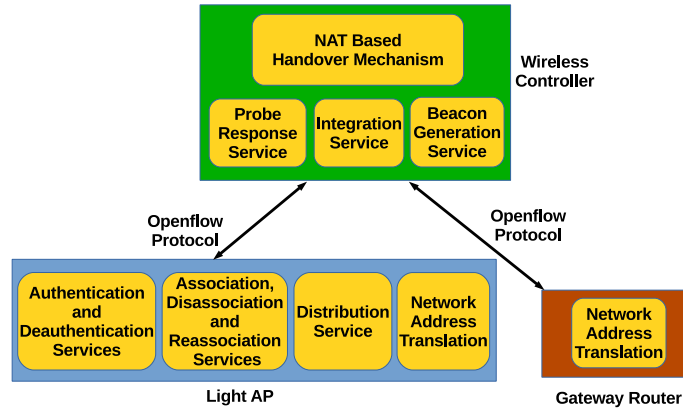 NAT Based
Handover Mechanism
Wireless
Controller
Probe
Response
Service
Integration
Service
Beacon
Generation
Service
Openflow
Protocol
Openflow
Protocol
Authentication
and
Deauthentication
Services
Association,
Disassociation
and
Reassociation
Services
Distribution
Service
Network
Address
Translation
Network
Address
Translation
Light AP
Gateway Router